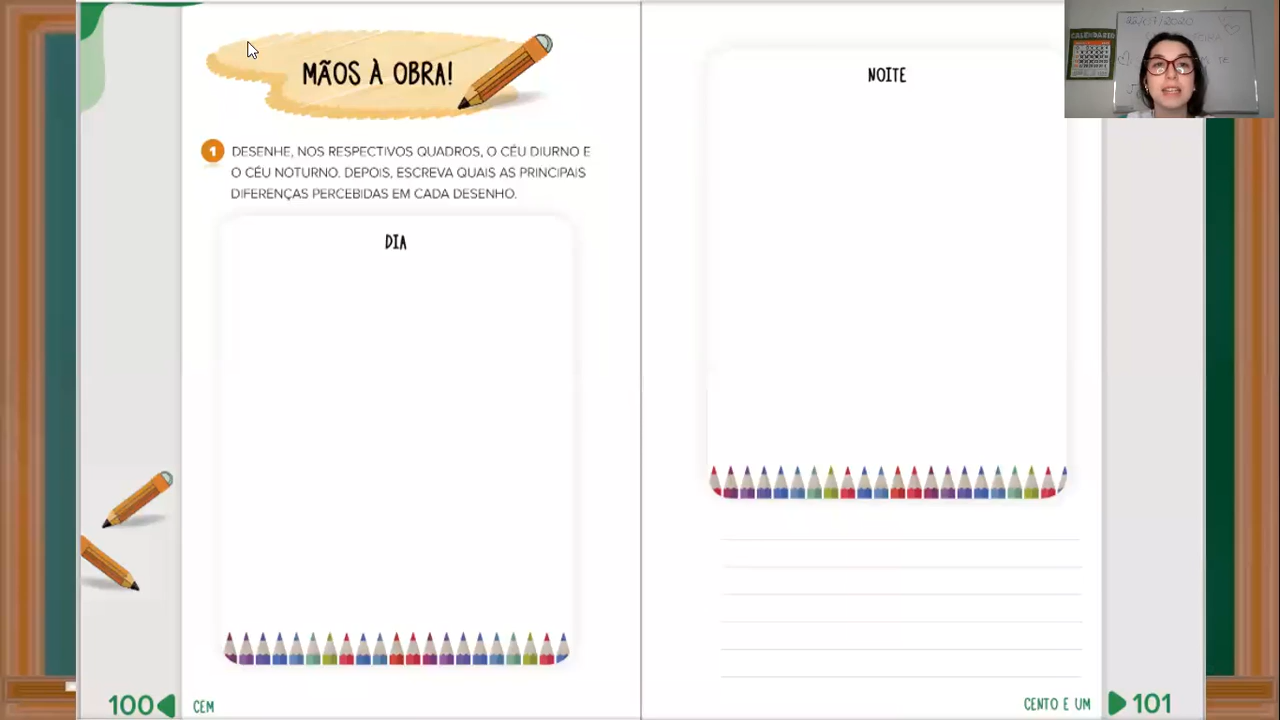 MÃOS À OBRA!
1 DESENHE, NOS RESPECTIVOS QUADROS, O CÉU DIURNO E
O CÉU NOTURNO. DEPOIS, ESCREVA QUAIS AS PRINCIPAIS
DIFERENÇAS PERCEBIDAS EM CADA DESENHO.
DIA
100 CEM
NOITE
CENTO E UM 101
CALENDÁRIO